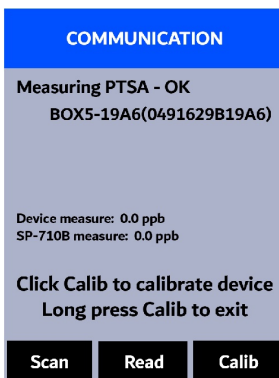 COMMUNICATION
Measuring PTSA - OK
BOX5-19A6(0491629B19A6)
Device measure: 0.0 ppb
SP-710B measure: 0.0 ppb
Click Calib to calibrate device
Long press Calib to exit
Scan Read Calib